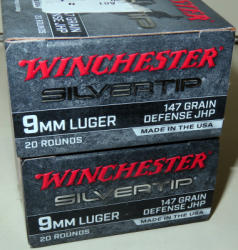 WINCHESTER
SILVERTIP
147 GRAIN
DEFENSE JHP
9MM LUGER
20 ROUNDS
MADE IN THE USA
WINCHESTER
SILVERTIP
147 GRAIN
DEFENSE JHP
9MM LUGER
20 ROUNDS
MADE IN THE USA